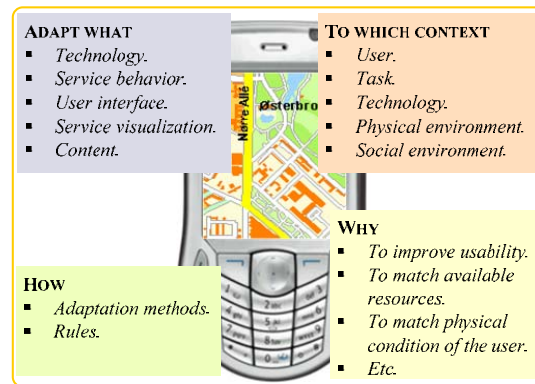 ADAPT WHAT
▪ Technology.
▪ Service behavior.
▪ User interface.
▪ Service visualization.
▪ Content.
TO WHICH CONTEXT
▪ User.
▪ Task.
▪ Technology.
▪ Physical environment.
▪ Social environment.
Nørre Allé
Østerbro
HOW
▪ Adaptation methods.
▪ Rules.
WHY
▪ To improve usability.
▪ To match available
resources.
▪ To match physical
condition of the user.
▪ Etc.